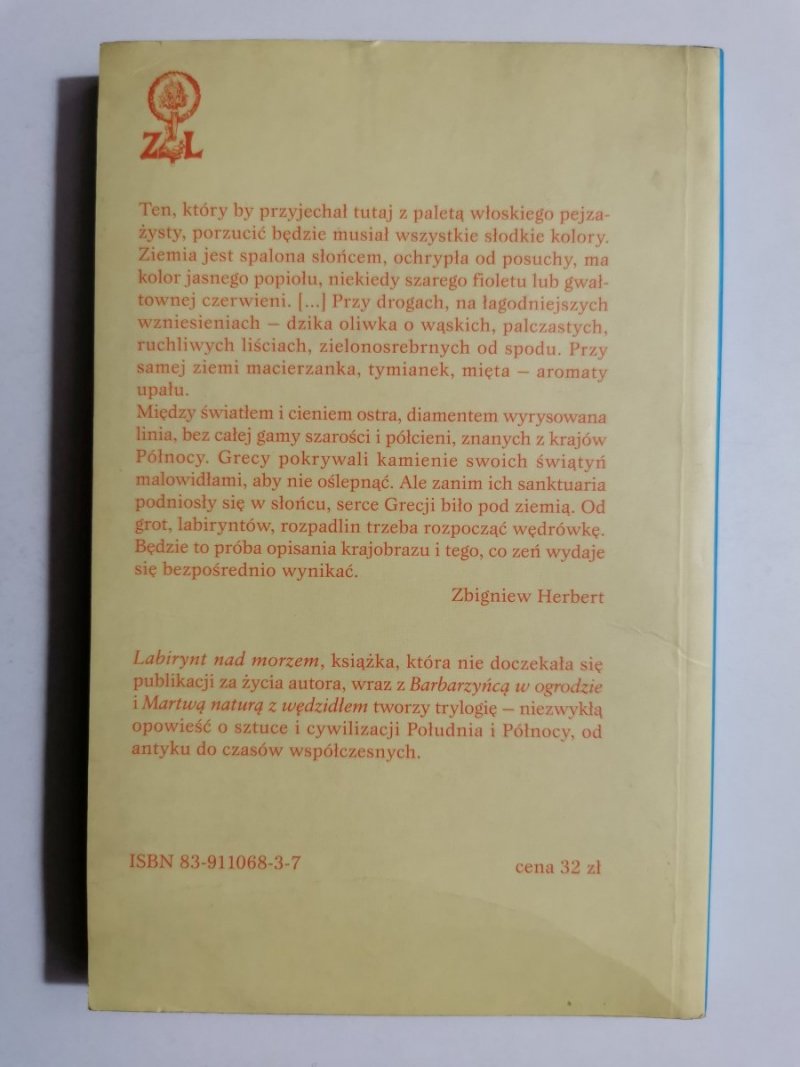 Z L
Ten, który by przyjechał tutaj z paletą włoskiego pejza-
żysty, porzucić będzie musiał wszystkie słodkie kolory.
Ziemia jest spalona słońcem, ochrypła od posuchy, ma
kolor jasnego popiołu, niekiedy szarego fioletu lub gwał-
townej czerwieni. [...] Przy drogach, na łagodniejszych
wzniesieniach – dzika oliwka o wąskich, palczastych,
ruchliwych liściach, zielonosrebrnych od spodu. Przy
samej ziemi macierzanka, tymianek, mięta – aromaty
upału.
Między światłem i cieniem ostra, diamentem wyrysowana
linia, bez całej gamy szarości i półcieni, znanych z krajów
Północy. Grecy pokrywali kamienie swoich świątyń
malowidłami, aby nie oślepnąć. Ale zanim ich sanktuaria
podniosły się w słońcu, serce Grecji biło pod ziemią. Od
grot, labiryntów, rozpadlin trzeba rozpocząć wędrówkę.
Będzie to próba opisania krajobrazu i tego, co zeń wydaje
się bezpośrednio wynikać.
Zbigniew Herbert
Labirynt nad morzem, książka, która nie doczekała się
publikacji za życia autora, wraz z Barbarzyńcą w ogrodzie
i Martwą naturą z wędzidłem tworzy trylogię – niezwykłą
opowieść o sztuce i cywilizacji Południa i Północy, od
antyku do czasów współczesnych.
ISBN 83-911068-3-7
cena 32 zł